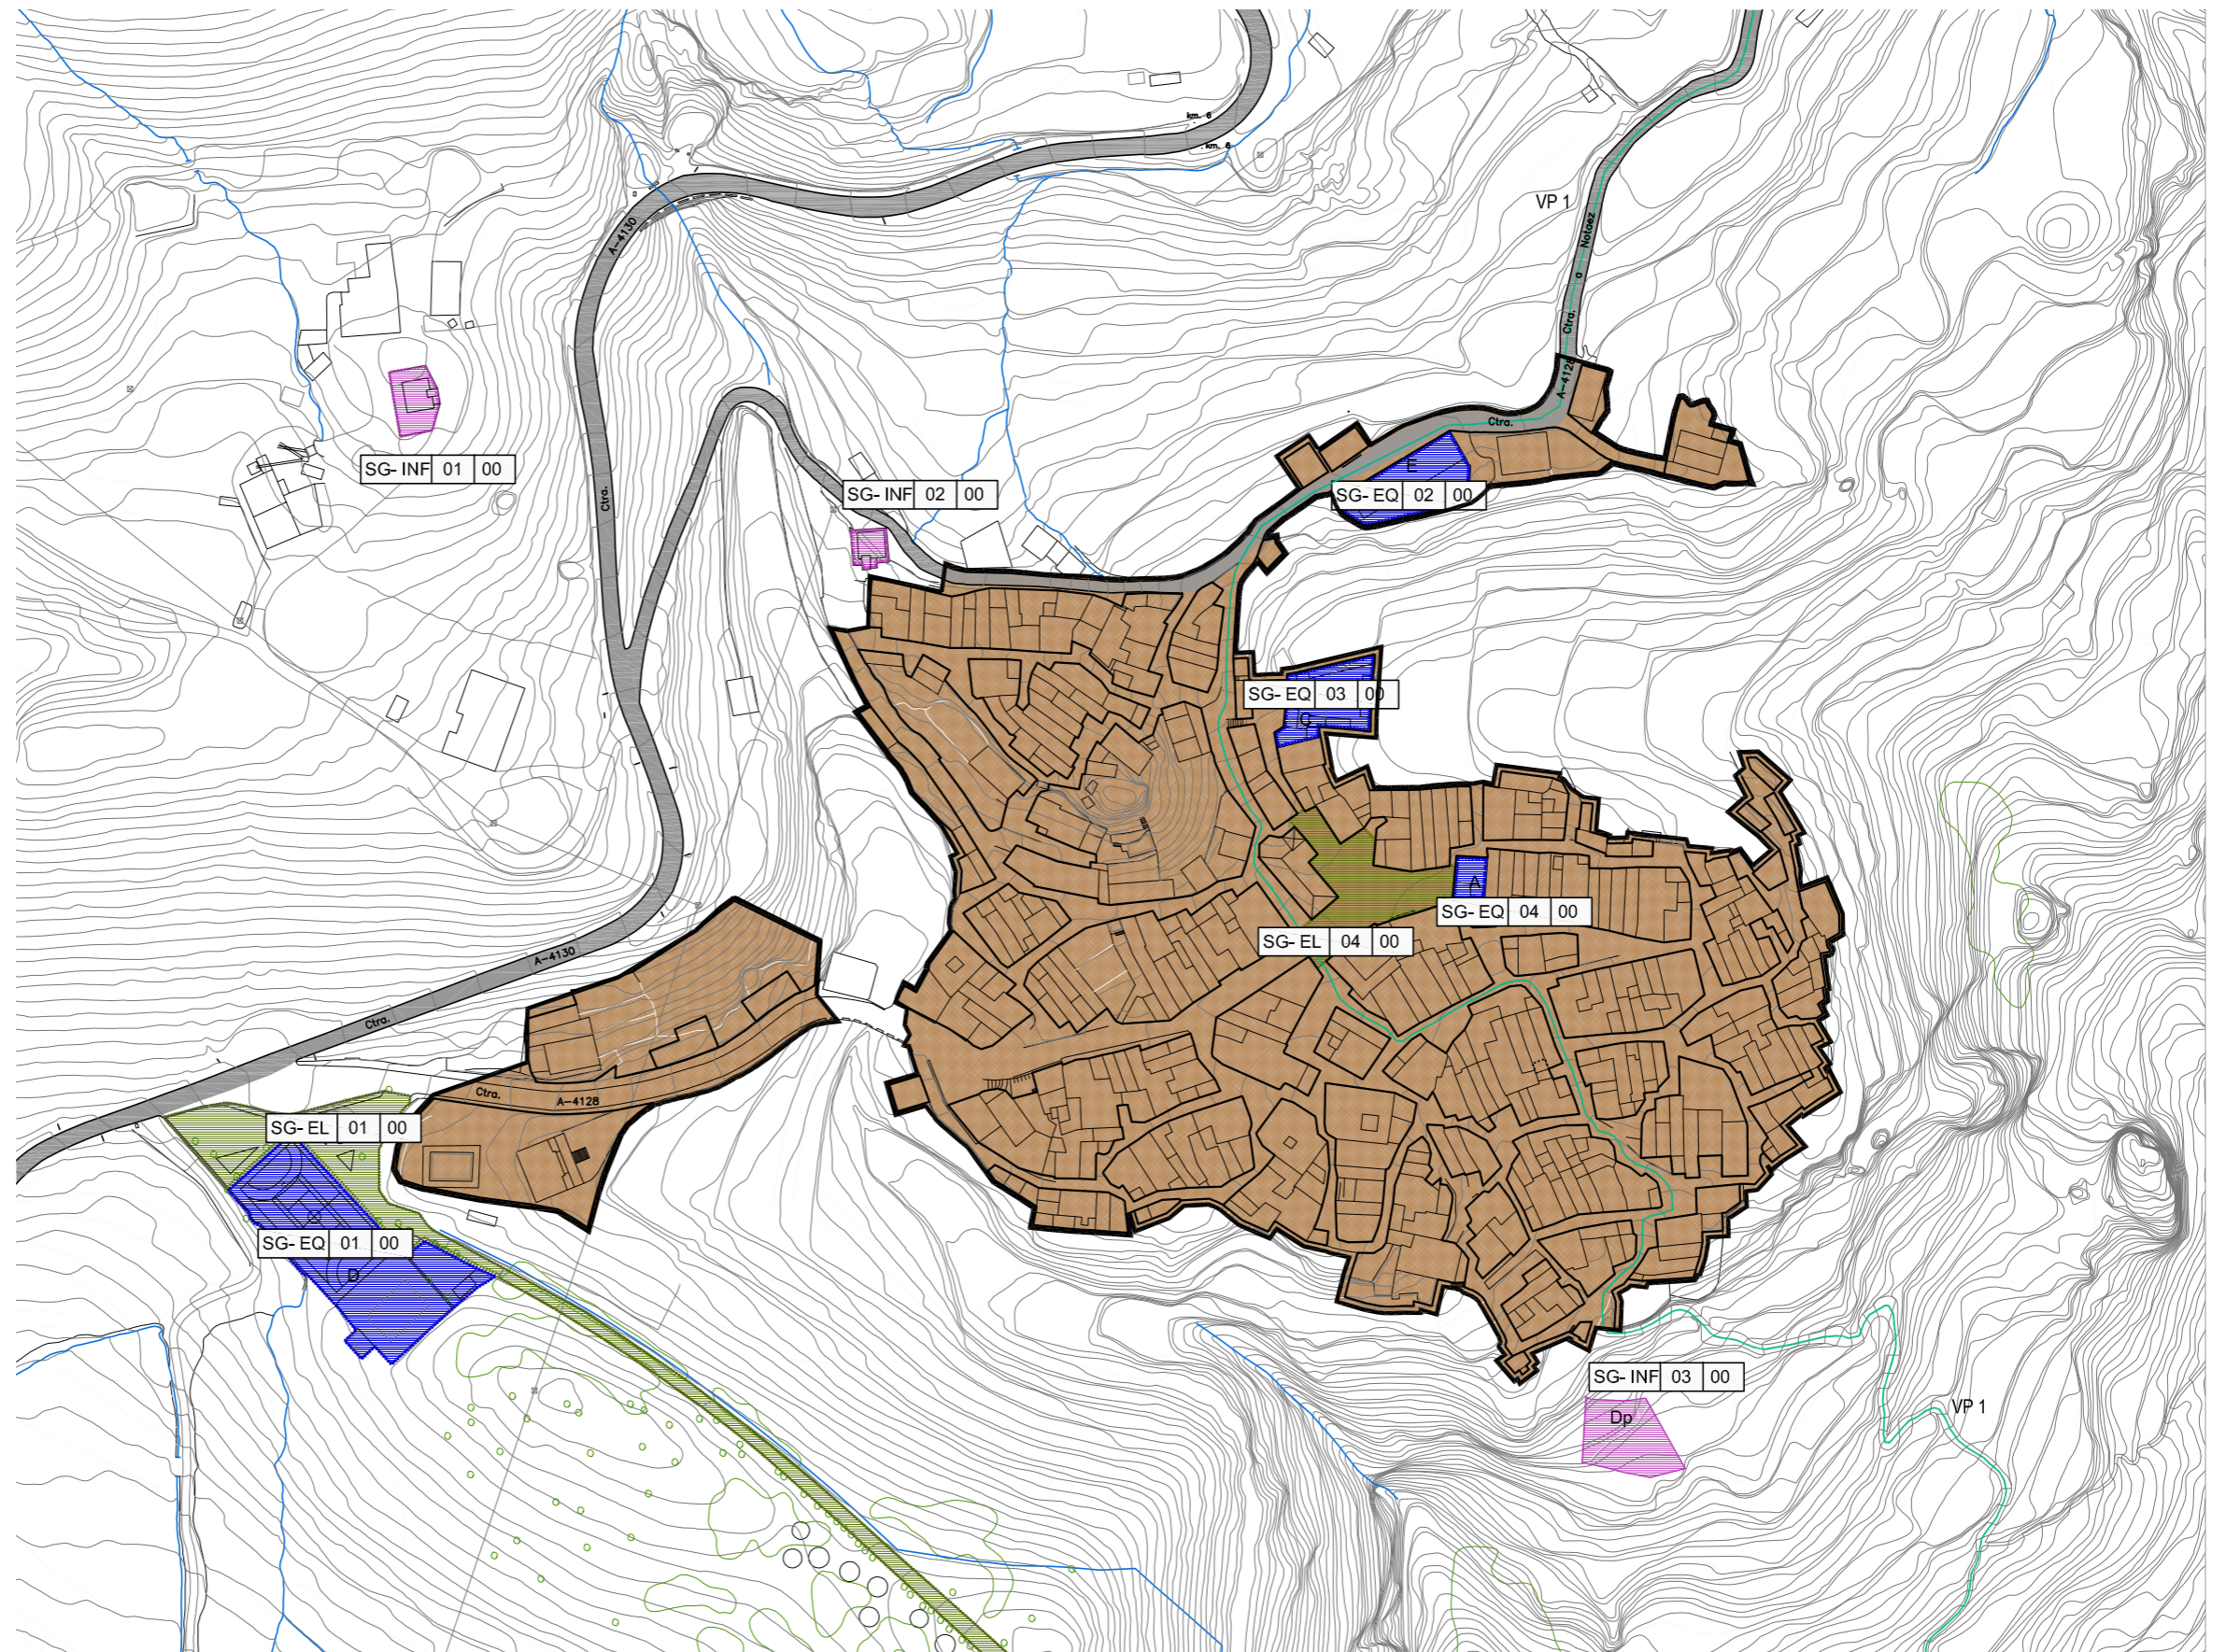 km. 6
km. 6
VP 1
A-4130
Ctra. a Notaez
A-4128
Ctra.
E
SG- INF 01 00
SG- INF 02 00
SG- EQ 02 00
Ctra.
SG- EQ 03 00
C
A
SG- EQ 04 00
SG- EL 04 00
A-4130
Ctra.
Ctra.
A-4128
SG- EL 01 00
SG- EQ 01 00
D
SG- INF 03 00
Dp
VP 1